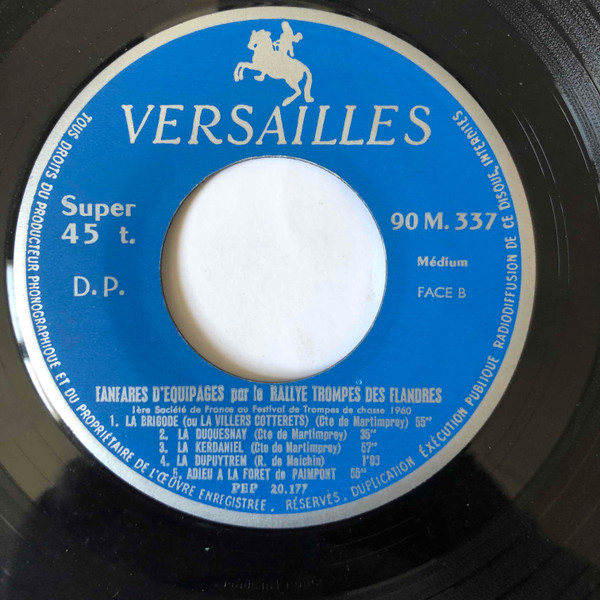 VERSAILLES
Super
45 t.
D.P.
90 M. 337
Médium
FACE B
FANFARES D'EQUIPAGES par le RALLYE TROMPES DES FLANDRES
1ère Société de France au Festival de Trompes de chasse 1960
1. LA BRIGODE (ou LA VILLERS COTTERETS) (Cte de Martimprey) 55"
2. LA DUQUESNAY (Cte de Martimprey) 35"
3. LA KERDANIEL (Cte de Martimprey) 57"
4. LA DUPUYTREM (R. de Maichin) 1'03
5. ADIEU A LA FORET de PAIMPONT 55"
PEP 20.177
TOUS DROITS DU PRODUCTEUR PHONOGRAPHIQUE ET DU PROPRIÉTAIRE DE L'ŒUVRE ENREGISTRÉE. RÉSERVÉS. DUPLICATION EXÉCUTION PUBLIQUE RADIODIFFUSION DE CE DISQUE INTERDITES